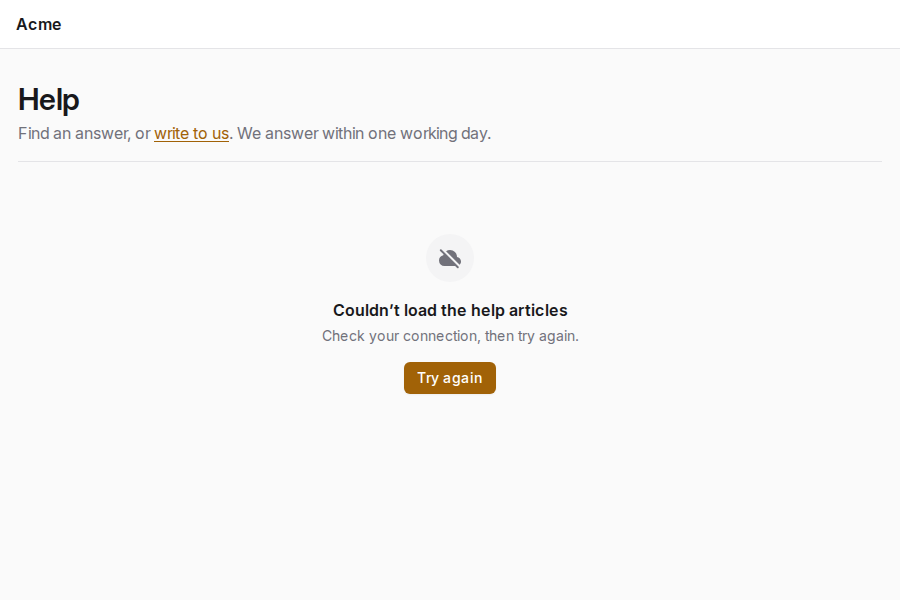 Acme
Help
Find an answer, or write to us. We answer within one working day.
Couldn’t load the help articles
Check your connection, then try again.
Try again